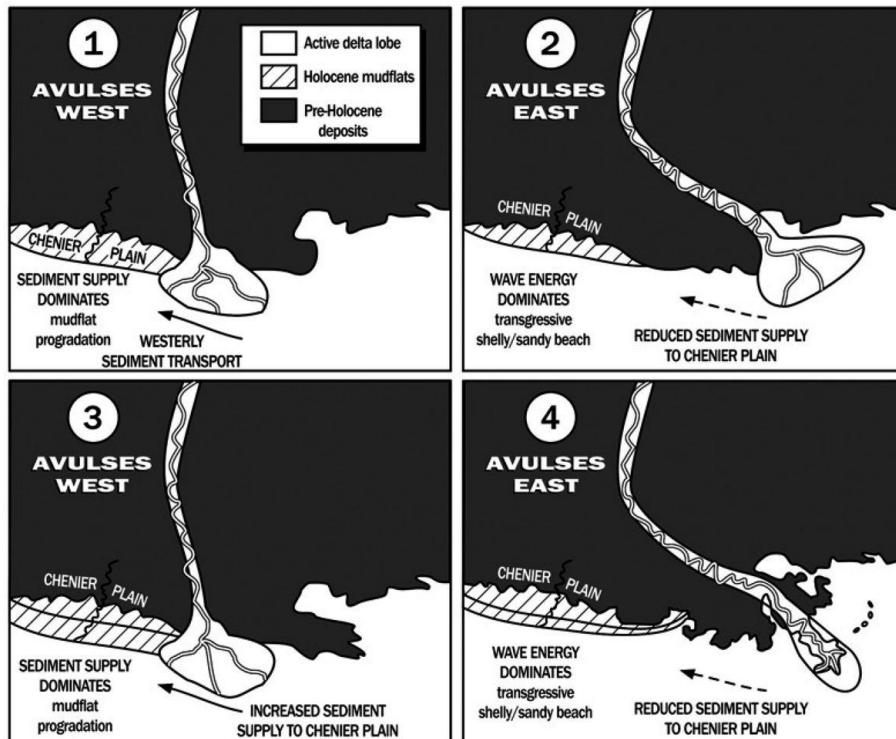 1
AVULSES
WEST
Active delta lobe
Holocene mudflats
Pre-Holocene
deposits
CHENIER PLAIN
SEDIMENT SUPPLY
DOMINATES
mudflat
progradation
WESTERLY
SEDIMENT TRANSPORT
2
AVULSES
EAST
CHENIER PLAIN
WAVE ENERGY
DOMINATES
transgressive
shelly/sandy beach
REDUCED SEDIMENT SUPPLY
TO CHENIER PLAIN
3
AVULSES
WEST
CHENIER PLAIN
SEDIMENT SUPPLY
DOMINATES
mudflat
progradation
INCREASED SEDIMENT
SUPPLY TO CHENIER PLAIN
4
AVULSES
EAST
CHENIER PLAIN
WAVE ENERGY
DOMINATES
transgressive
shelly/sandy beach
REDUCED SEDIMENT SUPPLY
TO CHENIER PLAIN